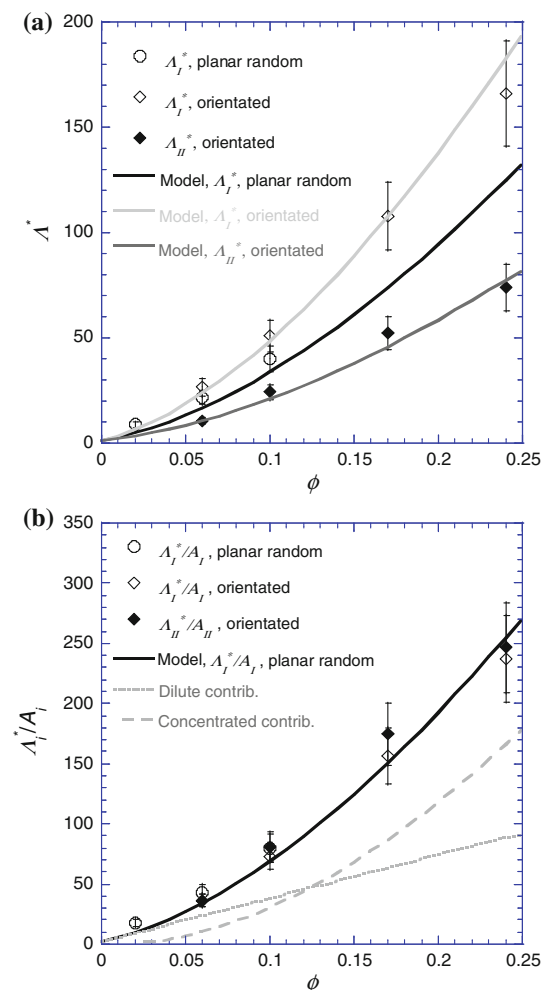 (a)
200
150
100
50
0
Λ*
Λ_I*, planar random
Λ_I*, orientated
Λ_II*, orientated
Model, Λ_I*, planar random
Model, Λ_I*, orientated
Model, Λ_II*, orientated
0 0.05 0.1 0.15 0.2 0.25
ϕ
(b)
350
300
250
200
150
100
50
0
Λ_i*/A_i
Λ_I*/A_I, planar random
Λ_I*/A_I, orientated
Λ_II*/A_II, orientated
Model, Λ_I*/A_I, planar random
Dilute contrib.
Concentrated contrib.
0 0.05 0.1 0.15 0.2 0.25
ϕ